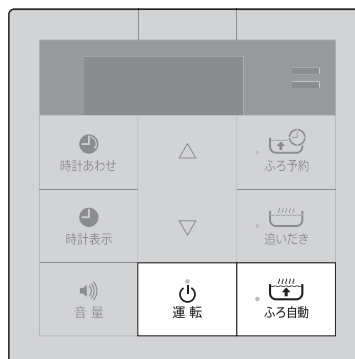 時計あわせ
ふろ予約
時計表示
追いだき
音量
運転
ふろ自動